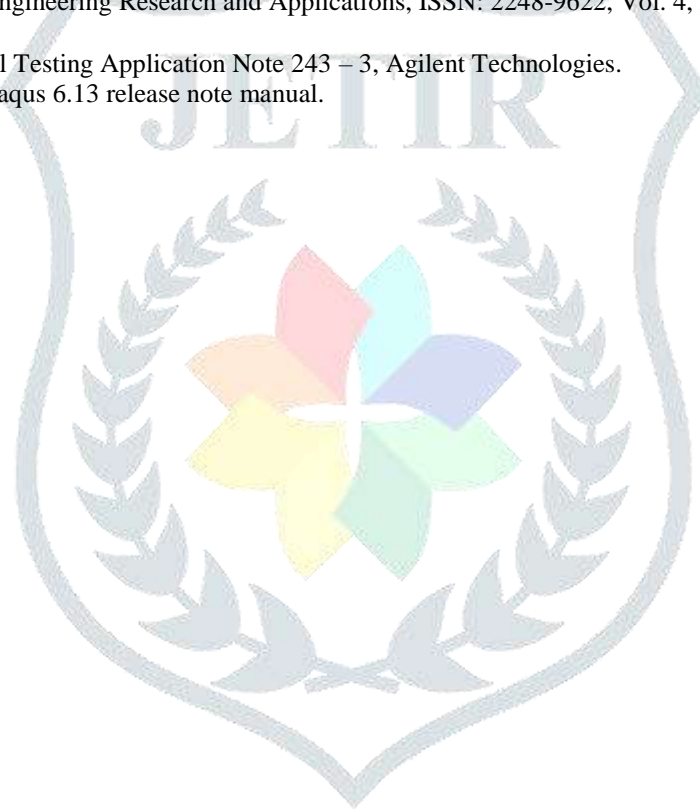 ngineering Research and Applications, ISSN: 2248-9622, Vol. 4,
l Testing Application Note 243 – 3, Agilent Technologies.
aqus 6.13 release note manual.
JETIR